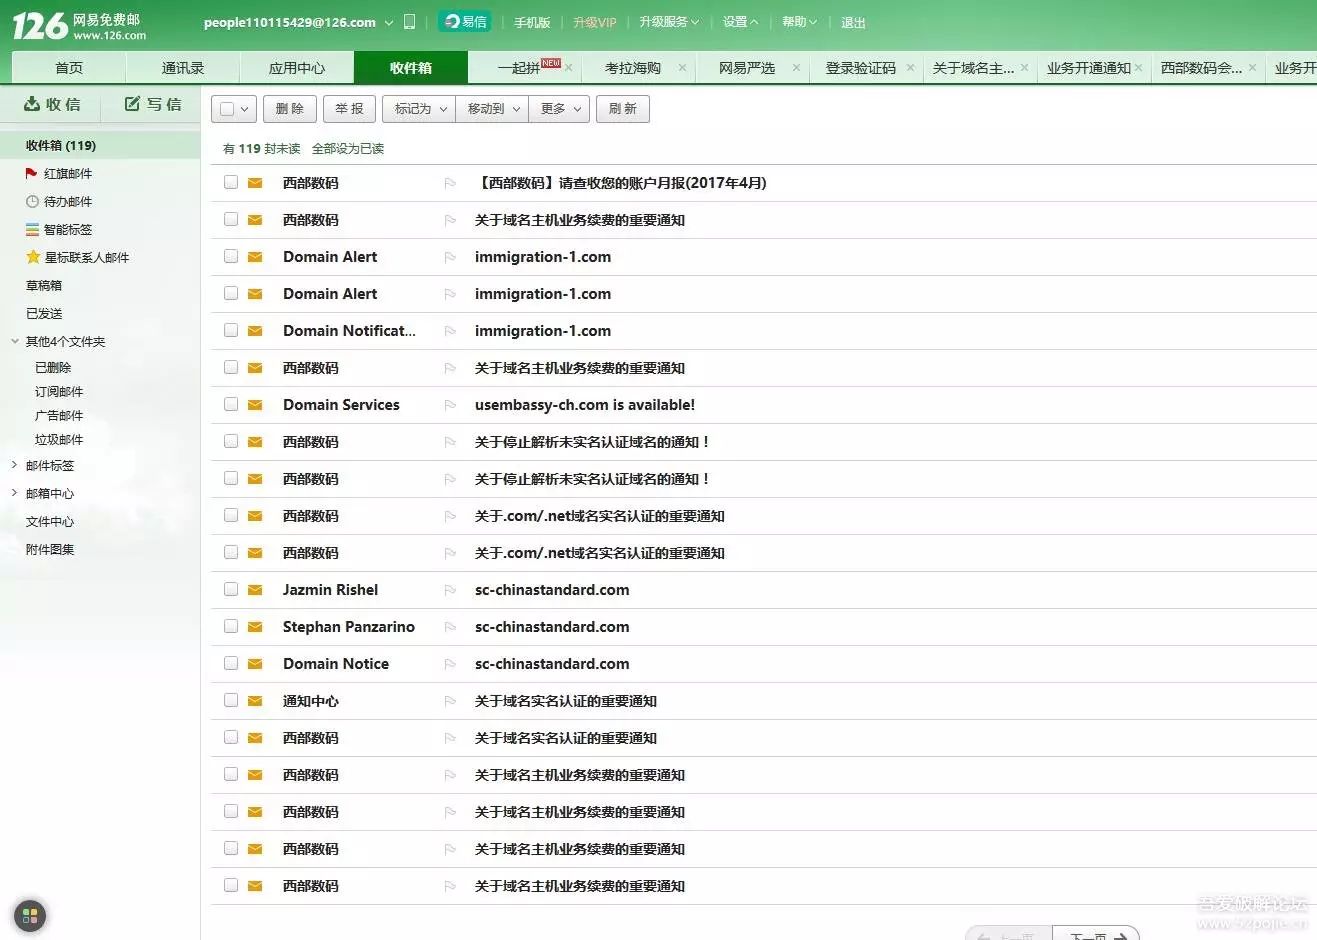 126 网易免费邮 www.126.com
people110115429@126.com 易信 手机版 升级VIP 升级服务 设置 帮助 退出
首页 通讯录 应用中心 收件箱 一起拼 NEW 考拉海购 网易严选 登录验证码 关于域名主... 业务开通通知 西部数码会... 业务开
收信 写信
删除 举报 标记为 移动到 更多 刷新
有 119 封未读 全部设为已读
收件箱 (119)
红旗邮件
待办邮件
智能标签
星标联系人邮件
草稿箱
已发送
其他4个文件夹
已删除
订阅邮件
广告邮件
垃圾邮件
邮件标签
邮箱中心
文件中心
附件图集
西部数码 【西部数码】请查收您的账户月报(2017年4月)
西部数码 关于域名主机业务续费的重要通知
Domain Alert immigration-1.com
Domain Alert immigration-1.com
Domain Notificat... immigration-1.com
西部数码 关于域名主机业务续费的重要通知
Domain Services usembassy-ch.com is available!
西部数码 关于停止解析未实名认证域名的通知！
西部数码 关于停止解析未实名认证域名的通知！
西部数码 关于.com/.net域名实名认证的重要通知
西部数码 关于.com/.net域名实名认证的重要通知
Jazmin Rishel sc-chinastandard.com
Stephan Panzarino sc-chinastandard.com
Domain Notice sc-chinastandard.com
通知中心 关于域名实名认证的重要通知
西部数码 关于域名实名认证的重要通知
西部数码 关于域名主机业务续费的重要通知
西部数码 关于域名主机业务续费的重要通知
西部数码 关于域名主机业务续费的重要通知
西部数码 关于域名主机业务续费的重要通知
上一页 下一页
吾爱破解论坛
www.52pojie.cn